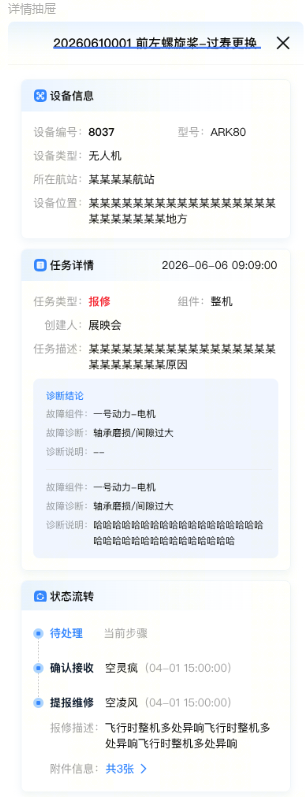 详情抽屉
20260610001 前左螺旋桨-过寿更换
设备信息
设备编号: 8037 型号: ARK80
设备类型: 无人机
所在航站: 某某某某航站
设备位置: 某某某某某某某某某某某某某某某某某
某某某某某某某地方
任务详情 2026-06-06 09:09:00
任务类型: 报修 组件: 整机
创建人: 展映会
任务描述: 某某某某某某某某某某某某某某某某某
某某某某某某某原因
诊断结论
故障组件: 一号动力-电机
故障诊断: 轴承磨损/间隙过大
诊断说明: --
故障组件: 一号动力-电机
故障诊断: 轴承磨损/间隙过大
诊断说明: 哈哈哈哈哈哈哈哈哈哈哈哈哈哈哈哈哈哈
哈哈哈哈哈哈哈哈哈哈哈哈哈哈哈
状态流转
待处理 当前步骤
确认接收 空灵疯 (04-01 15:00:00)
提报维修 空凌风 (04-01 15:00:00)
报修描述: 飞行时整机多处异响飞行时整机多
处异响飞行时整机多处异响
附件信息: 共3张 >